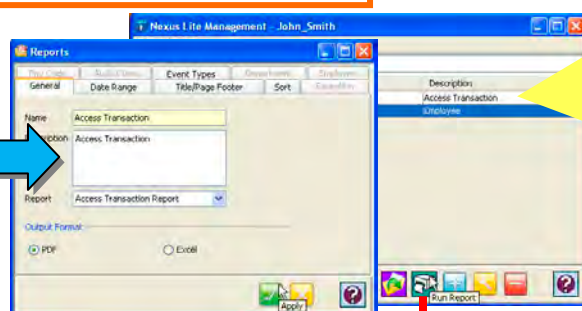 Nexus Lite Management - John_Smith
Reports
Event Types
General Date Range Title/Page Footer Sort
Description
Name Access Transaction
Access Transaction
Employee
Access Transaction
Report Access Transaction Report
Output Format
PDF Excel
Apply
Run Report